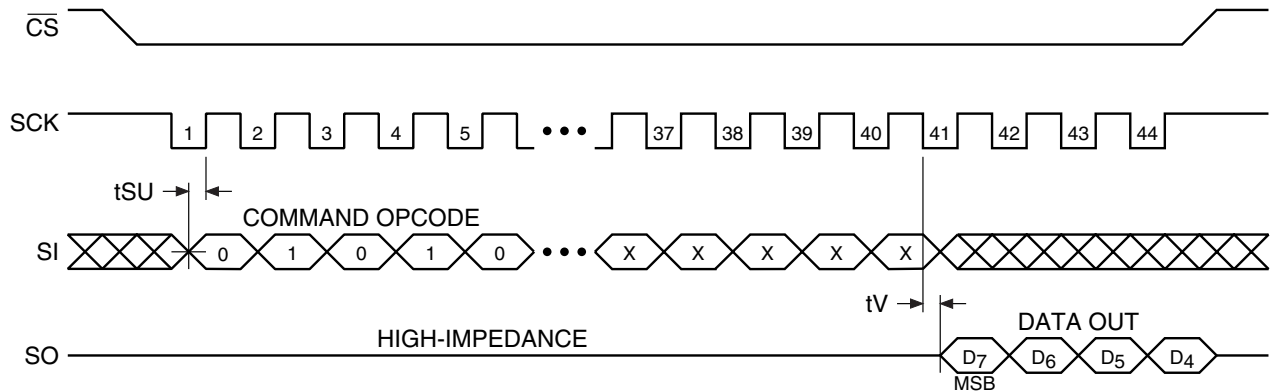 CS
SCK 1 2 3 4 5 ••• 37 38 39 40 41 42 43 44
tSU
COMMAND OPCODE
SI 0 1 0 1 0 ••• X X X X X
tV
HIGH-IMPEDANCE
DATA OUT
SO D7 D6 D5 D4
MSB